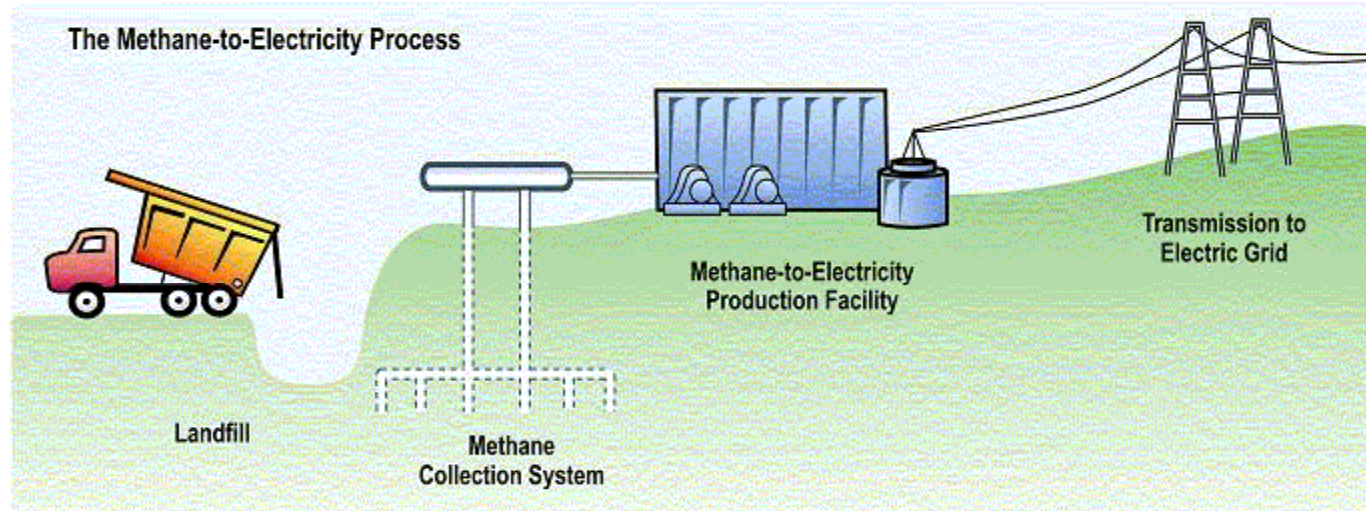 The Methane-to-Electricity Process
Landfill
Methane
Collection System
Methane-to-Electricity
Production Facility
Transmission to
Electric Grid